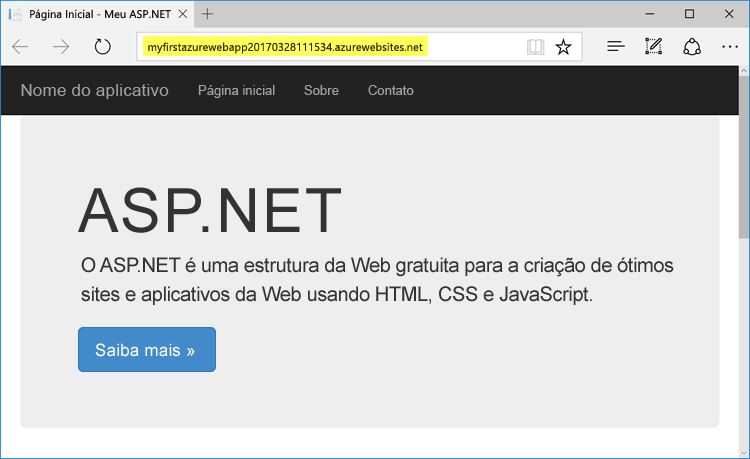 Página Inicial - Meu ASP.NET
myfirstazurewebapp20170328111534.azurewebsites.net
Nome do aplicativo Página inicial Sobre Contato
ASP.NET
O ASP.NET é uma estrutura da Web gratuita para a criação de ótimos
sites e aplicativos da Web usando HTML, CSS e JavaScript.
Saiba mais »